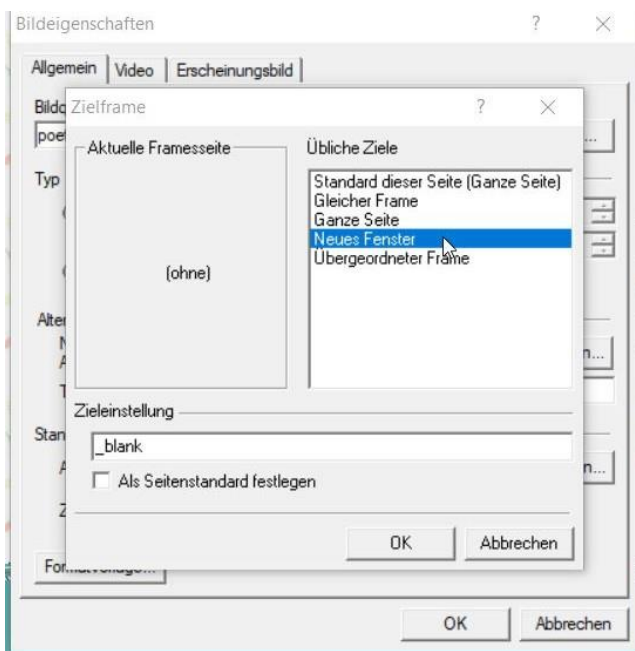 Bildeigenschaften
Allgemein Video Erscheinungsbild
Zielframe
Aktuelle Framesseite
(ohne)
Übliche Ziele
Standard dieser Seite (Ganze Seite)
Gleicher Frame
Ganze Seite
Neues Fenster
Übergeordneter Frame
Typ
Zieleinstellung
_blank
Als Seitenstandard festlegen
OK Abbrechen
OK Abbrechen